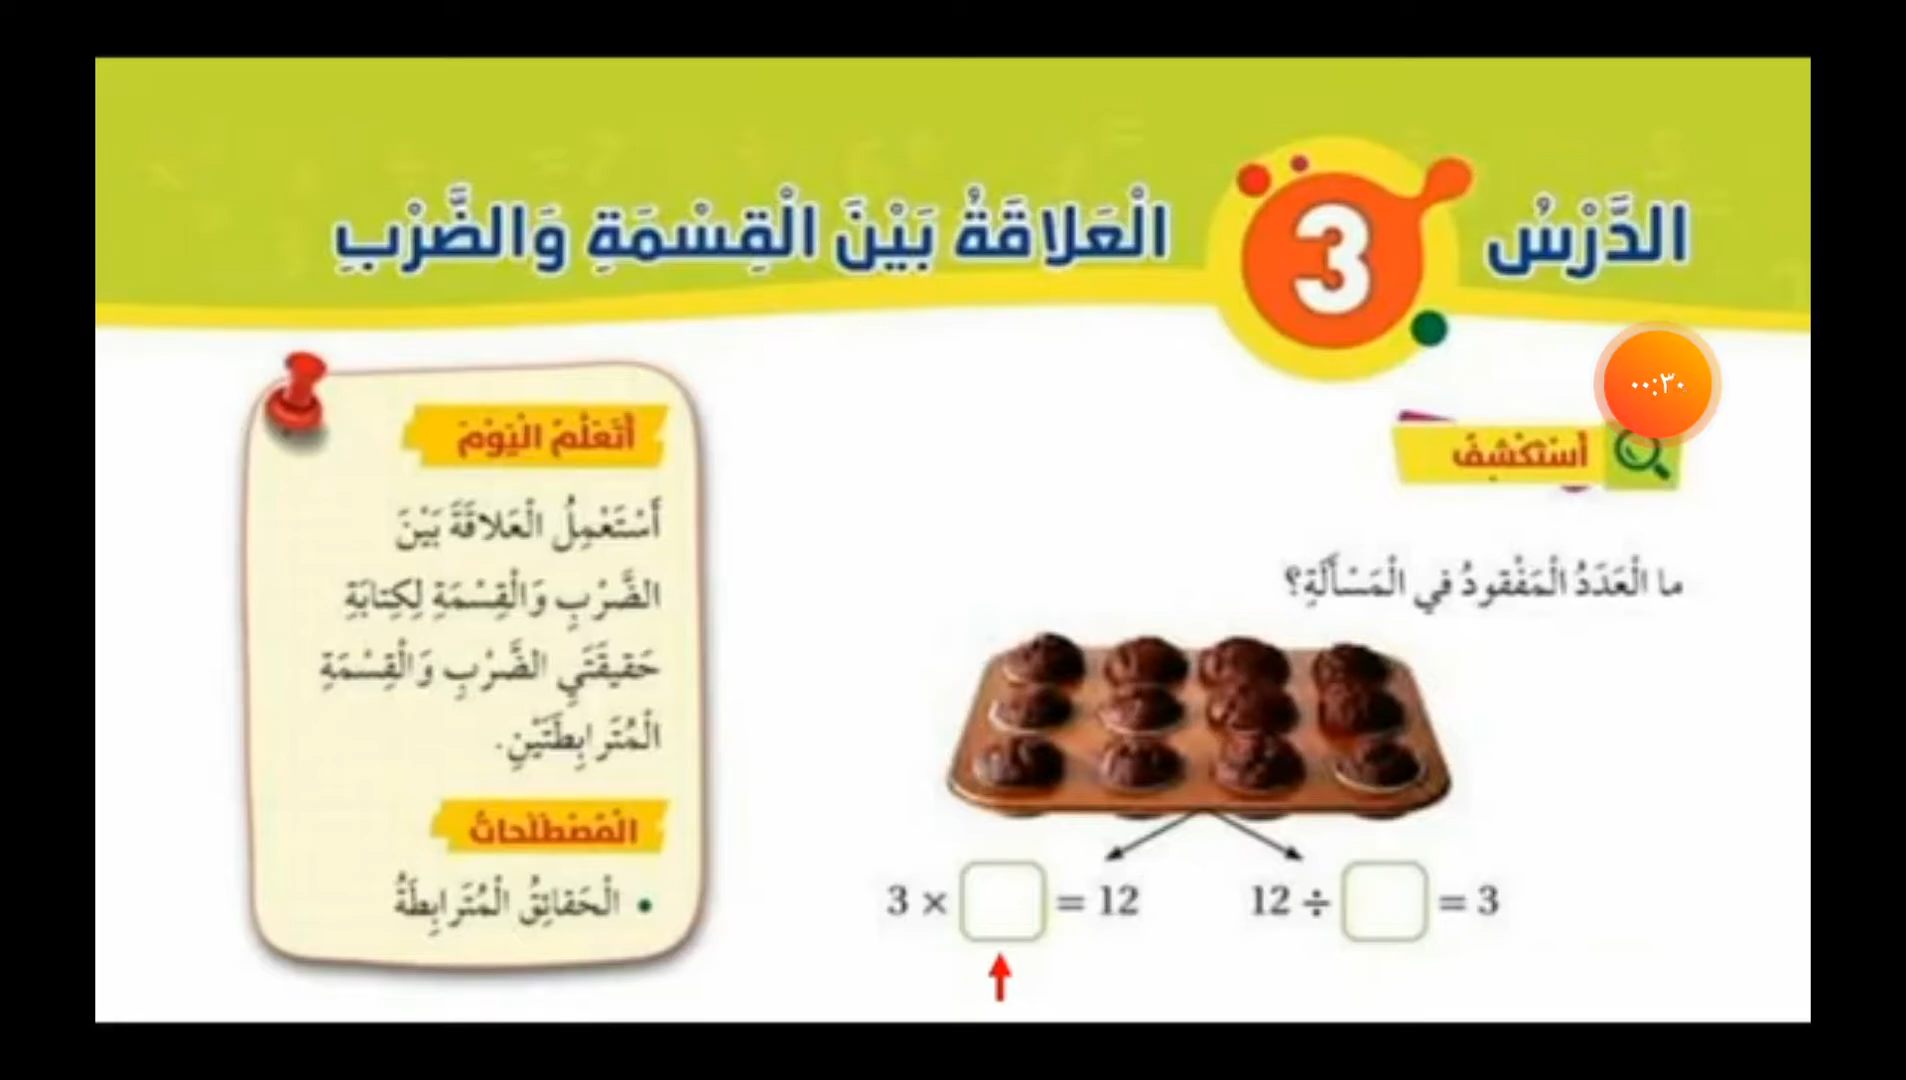 الدَّرْسُ 3 الْعَلاقَةُ بَيْنَ الْقِسْمَةِ وَالضَّرْبِ
٠٠:٣٠
أَسْتَكْشِفُ
ما الْعَدَدُ الْمَفْقودُ في الْمَسْأَلَةِ؟
3 × = 12
12 ÷ = 3
أَتَعَلَّمُ الْيَوْمَ
أَسْتَعْمِلُ الْعَلاقَةَ بَيْنَ
الضَّرْبِ وَالْقِسْمَةِ لِكِتابَةِ
حَقيقَتَيِ الضَّرْبِ وَالْقِسْمَةِ
الْمُتَرابِطَتَيْنِ.
الْمُصْطَلَحاتُ
• الْحَقائِقُ الْمُتَرابِطَةُ